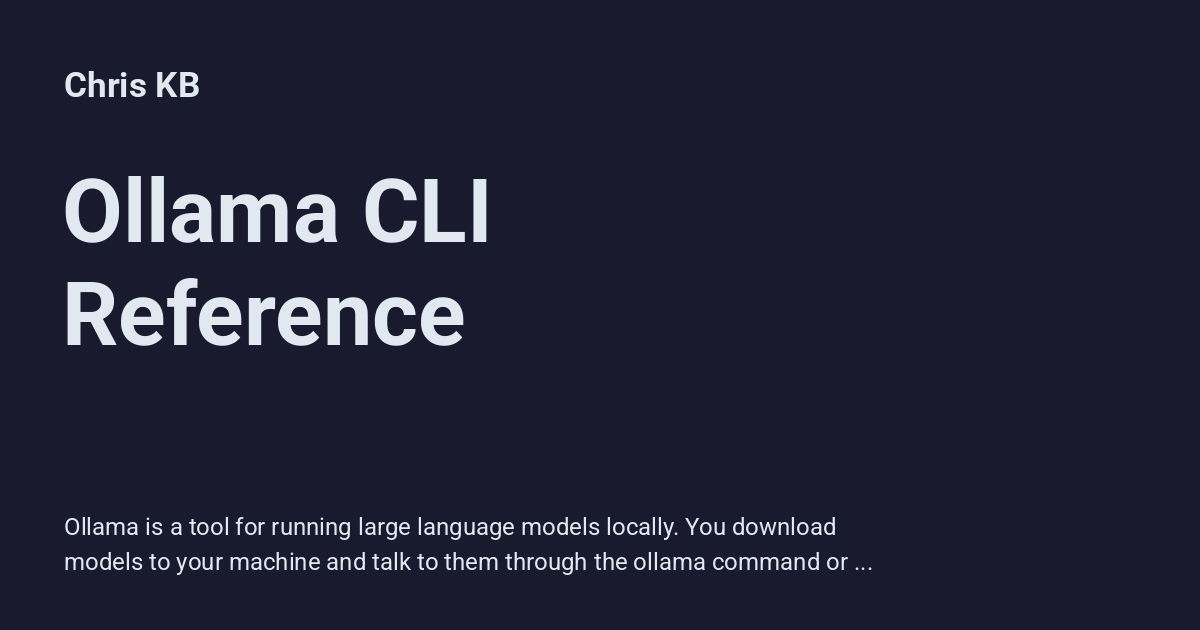 Chris KB
Ollama CLI
Reference
Ollama is a tool for running large language models locally. You download
models to your machine and talk to them through the ollama command or ...